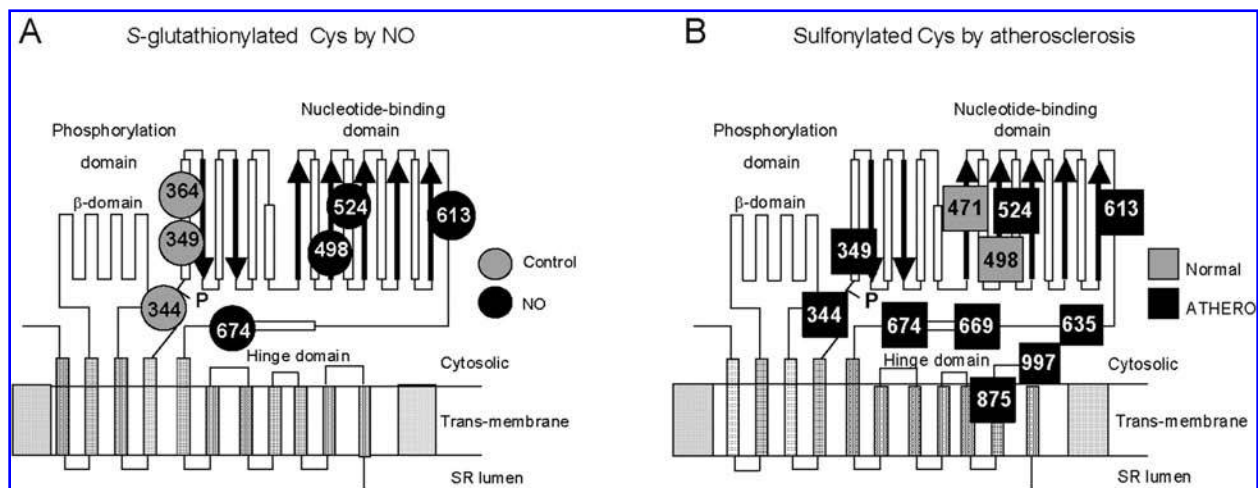 A
S-glutathionylated Cys by NO
Phosphorylation
domain
Nucleotide-binding
domain
β-domain
364
349
344
P
524
498
613
674
Control
NO
Hinge domain
Cytosolic
Trans-membrane
SR lumen
B
Sulfonylated Cys by atherosclerosis
Phosphorylation
domain
Nucleotide-binding
domain
β-domain
471
524
613
349
498
344
P
674
669
635
Normal
ATHERO
Hinge domain
997
875
Cytosolic
Trans-membrane
SR lumen